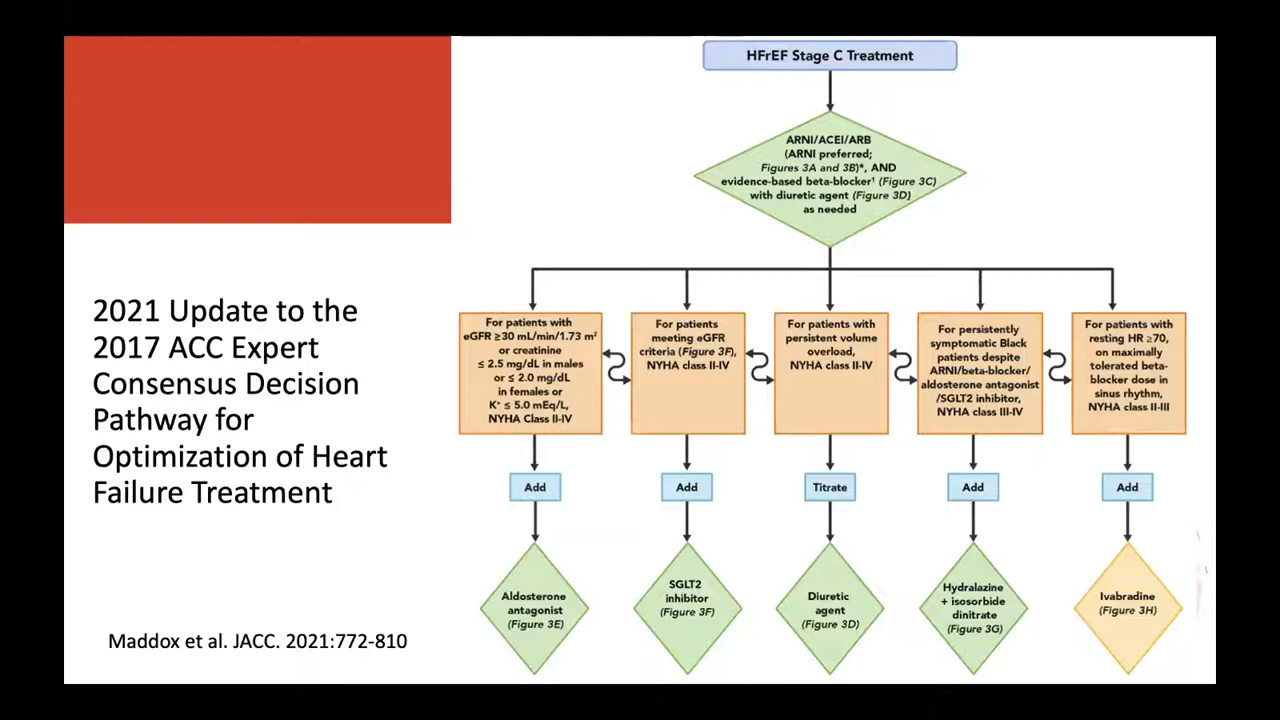 HFrEF Stage C Treatment
ARNI/ACEI/ARB
(ARNI preferred;
Figures 3A and 3B)*, AND
evidence-based beta-blocker† (Figure 3C)
with diuretic agent (Figure 3D)
as needed
2021 Update to the
2017 ACC Expert
Consensus Decision
Pathway for
Optimization of Heart
Failure Treatment
Maddox et al. JACC. 2021:772-810
For patients with
eGFR ≥30 mL/min/1.73 m²
or creatinine
≤ 2.5 mg/dL in males
or ≤ 2.0 mg/dL
in females or
K⁺ ≤ 5.0 mEq/L,
NYHA Class II-IV
For patients
meeting eGFR
criteria (Figure 3F),
NYHA class II-IV
For patients with
persistent volume
overload,
NYHA class II-IV
For persistently
symptomatic Black
patients despite
ARNI/beta-blocker/
aldosterone antagonist
/SGLT2 inhibitor,
NYHA class III-IV
For patients with
resting HR ≥70,
on maximally
tolerated beta-
blocker dose in
sinus rhythm,
NYHA class II-III
Add
Add
Titrate
Add
Add
Aldosterone
antagonist
(Figure 3E)
SGLT2
inhibitor
(Figure 3F)
Diuretic
agent
(Figure 3D)
Hydralazine
+ isosorbide
dinitrate
(Figure 3G)
Ivabradine
(Figure 3H)